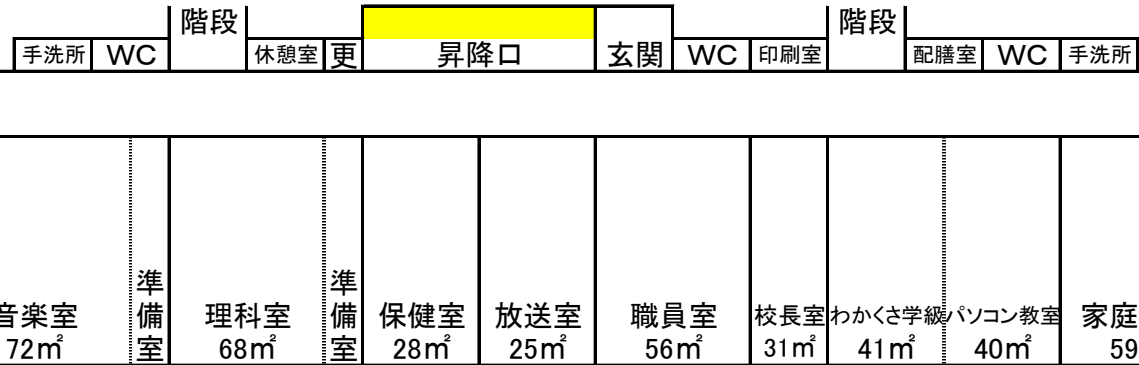 階段
階段
手洗所
WC
休憩室
更
昇降口
玄関
WC
印刷室
配膳室
WC
手洗所
音楽室
72㎡
準備室
理科室
68㎡
準備室
保健室
28㎡
放送室
25㎡
職員室
56㎡
校長室
31㎡
わかくさ学級
41㎡
パソコン教室
40㎡
家庭
59